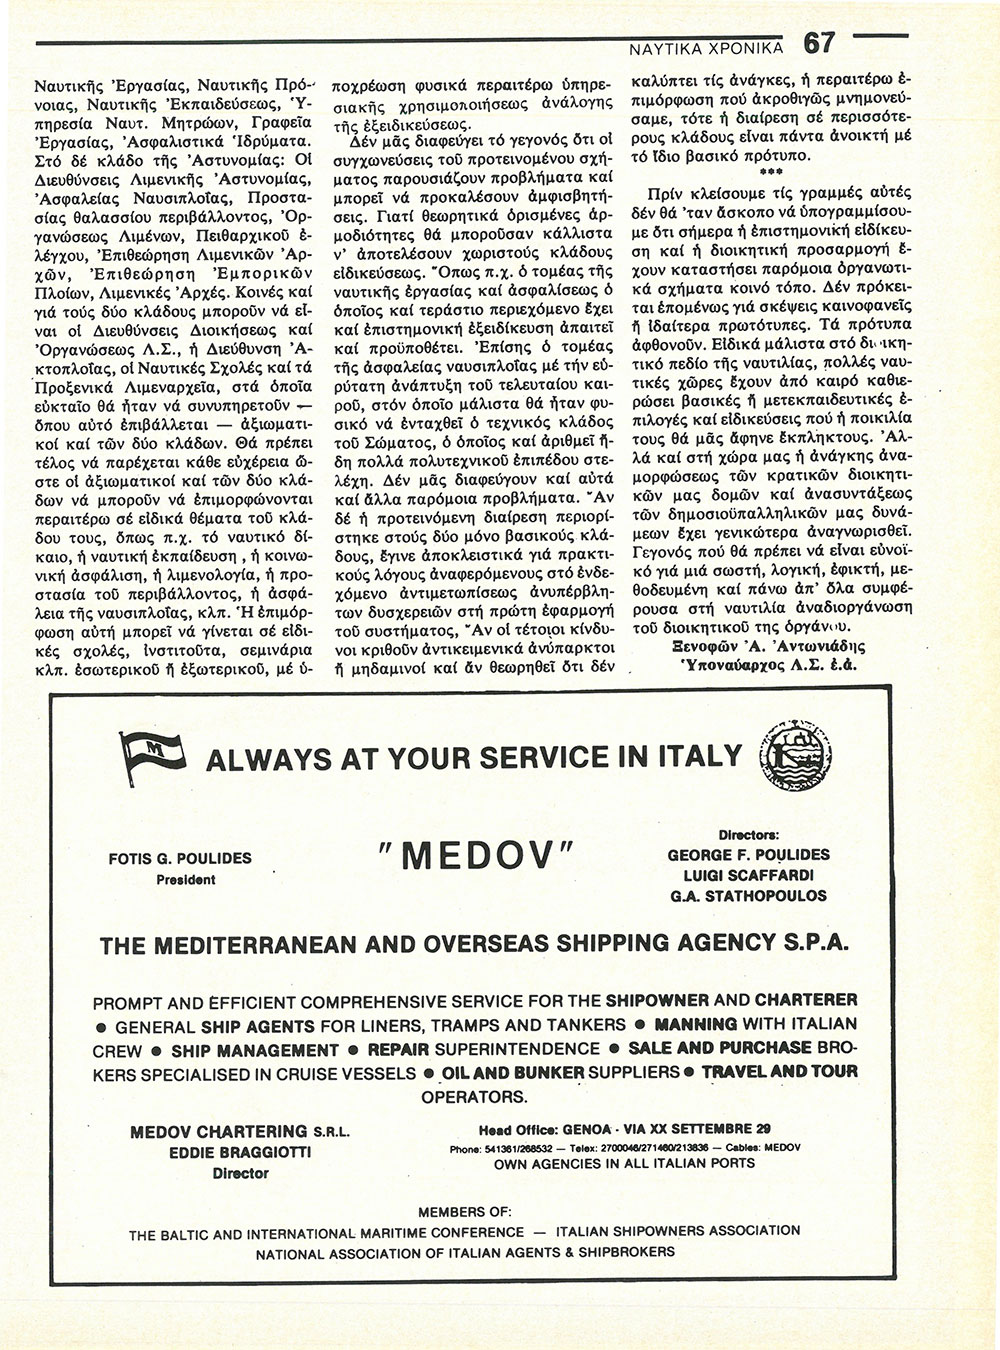 ΝΑΥΤΙΚΑ ΧΡΟΝΙΚΑ 67
Ναυτικῆς Ἐργασίας, Ναυτικῆς Πρό-
νοιας, Ναυτικῆς Ἐκπαιδεύσεως, Ὑ-
πηρεσία Ναυτ. Μητρώων, Γραφεῖα
Ἐργασίας, Ἀσφαλιστικά Ἱδρύματα.
Στό δέ κλάδο τῆς Ἀστυνομίας: Οἱ
Διευθύνσεις Λιμενικῆς Ἀστυνομίας,
Ἀσφαλείας Ναυσιπλοΐας, Προστα-
σίας θαλασσίου περιβάλλοντος, Ὀρ-
γανώσεως Λιμένων, Πειθαρχικοῦ ἐ-
λέγχου, Ἐπιθεώρηση Λιμενικῶν Ἀρ-
χῶν, Ἐπιθεώρηση Ἐμπορικῶν
Πλοίων, Λιμενικές Ἀρχές. Κοινές καί
γιά τούς δύο κλάδους μποροῦν νά εἶ-
ναι οἱ Διευθύνσεις Διοικήσεως καί
Ὀργανώσεως Λ.Σ., ἡ Διεύθυνση Ἀ-
κτοπλοΐας, οἱ Ναυτικές Σχολές καί τά
Προξενικά Λιμεναρχεῖα, στά ὁποῖα
εὐκταῖο θά ἦταν νά συνυπηρετοῦν —
ὅπου αὐτό ἐπιβάλλεται — ἀξιωματι-
κοί καί τῶν δύο κλάδων. Θά πρέπει
τέλος νά παρέχεται κάθε εὐχέρεια ὥ-
στε οἱ ἀξιωματικοί καί τῶν δύο κλά-
δων νά μποροῦν νά ἐπιμορφώνονται
περαιτέρω σέ εἰδικά θέματα τοῦ κλά-
δου τους, ὅπως π.χ. τό ναυτικό δί-
καιο, ἡ ναυτική ἐκπαίδευση , ἡ κοινω-
νική ἀσφάλιση, ἡ λιμενολογία, ἡ προ-
στασία τοῦ περιβάλλοντος, ἡ ἀσφά-
λεια τῆς ναυσιπλοΐας, κλπ. Ἡ ἐπιμόρ-
φωση αὐτή μπορεῖ νά γίνεται σέ εἰδι-
κές σχολές, ἰνστιτοῦτα, σεμινάρια
κλπ. ἐσωτερικοῦ ἤ ἐξωτερικοῦ, μέ ὑ-
ποχρέωση φυσικά περαιτέρω ὑπηρε-
σιακῆς χρησιμοποιήσεως ἀνάλογης
τῆς ἐξειδικεύσεως.
Δέν μᾶς διαφεύγει τό γεγονός ὅτι οἱ
συγχωνεύσεις τοῦ προτεινομένου σχή-
ματος παρουσιάζουν προβλήματα καί
μπορεῖ νά προκαλέσουν ἀμφισβητή-
σεις. Γιατί θεωρητικά ὁρισμένες ἁρ-
μοδιότητες θά μποροῦσαν κάλλιστα
ν' ἀποτελέσουν χωριστούς κλάδους
εἰδικεύσεως. Ὅπως π.χ. ὁ τομέας τῆς
ναυτικῆς ἐργασίας καί ἀσφαλίσεως ὁ
ὁποῖος καί τεράστιο περιεχόμενο ἔχει
καί ἐπιστημονική ἐξειδίκευση ἀπαιτεῖ
καί προϋποθέτει. Ἐπίσης ὁ τομέας
τῆς ἀσφαλείας ναυσιπλοΐας μέ τήν εὐ-
ρύτατη ἀνάπτυξη τοῦ τελευταίου και-
ροῦ, στόν ὁποῖο μάλιστα θά ἦταν φυ-
σικό νά ἐνταχθεῖ ὁ τεχνικός κλάδος
τοῦ Σώματος, ὁ ὁποῖος καί ἀριθμεῖ ἤ-
δη πολλά πολυτεχνικοῦ ἐπιπέδου στε-
λέχη. Δέν μᾶς διαφεύγουν καί αὐτά
καί ἄλλα παρόμοια προβλήματα. Ἄν
δέ ἡ προτεινόμενη διαίρεση περιορί-
στηκε στούς δύο μόνο βασικούς κλά-
δους, ἔγινε ἀποκλειστικά γιά πρακτι-
κούς λόγους ἀναφερόμενους στό ἐνδε-
χόμενο ἀντιμετωπίσεως ἀνυπέρβλη-
των δυσχερειῶν στή πρώτη ἐφαρμογή
τοῦ συστήματος, Ἄν οἱ τέτοιοι κίνδυ-
νοι κριθοῦν ἀντικειμενικά ἀνύπαρκτοι
ἤ μηδαμινοί καί ἄν θεωρηθεῖ ὅτι δέν
καλύπτει τίς ἀνάγκες, ἡ περαιτέρω ἐ-
πιμόρφωση πού ἀκροθιγῶς μνημονεύ-
σαμε, τότε ἡ διαίρεση σέ περισσότε-
ρους κλάδους εἶναι πάντα ἀνοικτή μέ
τό ἴδιο βασικό πρότυπο.
***
Πρίν κλείσουμε τίς γραμμές αὐτές
δέν θά 'ταν ἄσκοπο νά ὑπογραμμίσου-
με ὅτι σήμερα ἡ ἐπιστημονική εἰδίκευ-
ση καί ἡ διοικητική προσαρμογή ἔ-
χουν καταστήσει παρόμοια ὀργανωτι-
κά σχήματα κοινό τόπο. Δέν πρόκει-
ται ἑπομένως γιά σκέψεις καινοφανεῖς
ἤ ἰδαίτερα πρωτότυπες. Τά πρότυπα
ἀφθονοῦν. Εἰδικά μάλιστα στό διοικη-
τικό πεδίο τῆς ναυτιλίας, πολλές ναυ-
τικές χῶρες ἔχουν ἀπό καιρό καθιε-
ρώσει βασικές ἤ μετεκπαιδευτικές ἐ-
πιλογές καί εἰδικεύσεις πού ἡ ποικιλία
τους θά μᾶς ἄφηνε ἔκπληκτους. Ἀλ-
λά καί στή χώρα μας ἡ ἀνάγκης ἀνα-
μορφώσεως τῶν κρατικῶν διοικητι-
κῶν μας δομῶν καί ἀνασυντάξεως
τῶν δημοσιοϋπαλληλικῶν μας δυνά-
μεων ἔχει γενικώτερα ἀναγνωρισθεῖ.
Γεγονός πού θά πρέπει νά εἶναι εὐνοϊ-
κό γιά μιά σωστή, λογική, ἐφικτή, με-
θοδευμένη καί πάνω ἀπ' ὅλα συμφέ-
ρουσα στή ναυτιλία ἀναδιοργάνωση
τοῦ διοικητικοῦ της ὀργάνου.
Ξενοφῶν Ἀ. Ἀντωνιάδης
Ὑποναύαρχος Λ.Σ. ἐ.ἀ.
M
ALWAYS AT YOUR SERVICE IN ITALY
FOTIS G. POULIDES
President
"MEDOV"
Directors:
GEORGE F. POULIDES
LUIGI SCAFFARDI
G.A. STATHOPOULOS
THE MEDITERRANEAN AND OVERSEAS SHIPPING AGENCY S.P.A.
PROMPT AND EFFICIENT COMPREHENSIVE SERVICE FOR THE SHIPOWNER AND CHARTERER
● GENERAL SHIP AGENTS FOR LINERS, TRAMPS AND TANKERS ● MANNING WITH ITALIAN
CREW ● SHIP MANAGEMENT ● REPAIR SUPERINTENDENCE ● SALE AND PURCHASE BRO-
KERS SPECIALISED IN CRUISE VESSELS ● OIL AND BUNKER SUPPLIERS ● TRAVEL AND TOUR
OPERATORS.
MEDOV CHARTERING S.R.L.
EDDIE BRAGGIOTTI
Director
Head Office: GENOA - VIA XX SETTEMBRE 29
Phone: 541361/268532 — Telex: 2700046/271460/213836 — Cables: MEDOV
OWN AGENCIES IN ALL ITALIAN PORTS
MEMBERS OF:
THE BALTIC AND INTERNATIONAL MARITIME CONFERENCE — ITALIAN SHIPOWNERS ASSOCIATION
NATIONAL ASSOCIATION OF ITALIAN AGENTS & SHIPBROKERS